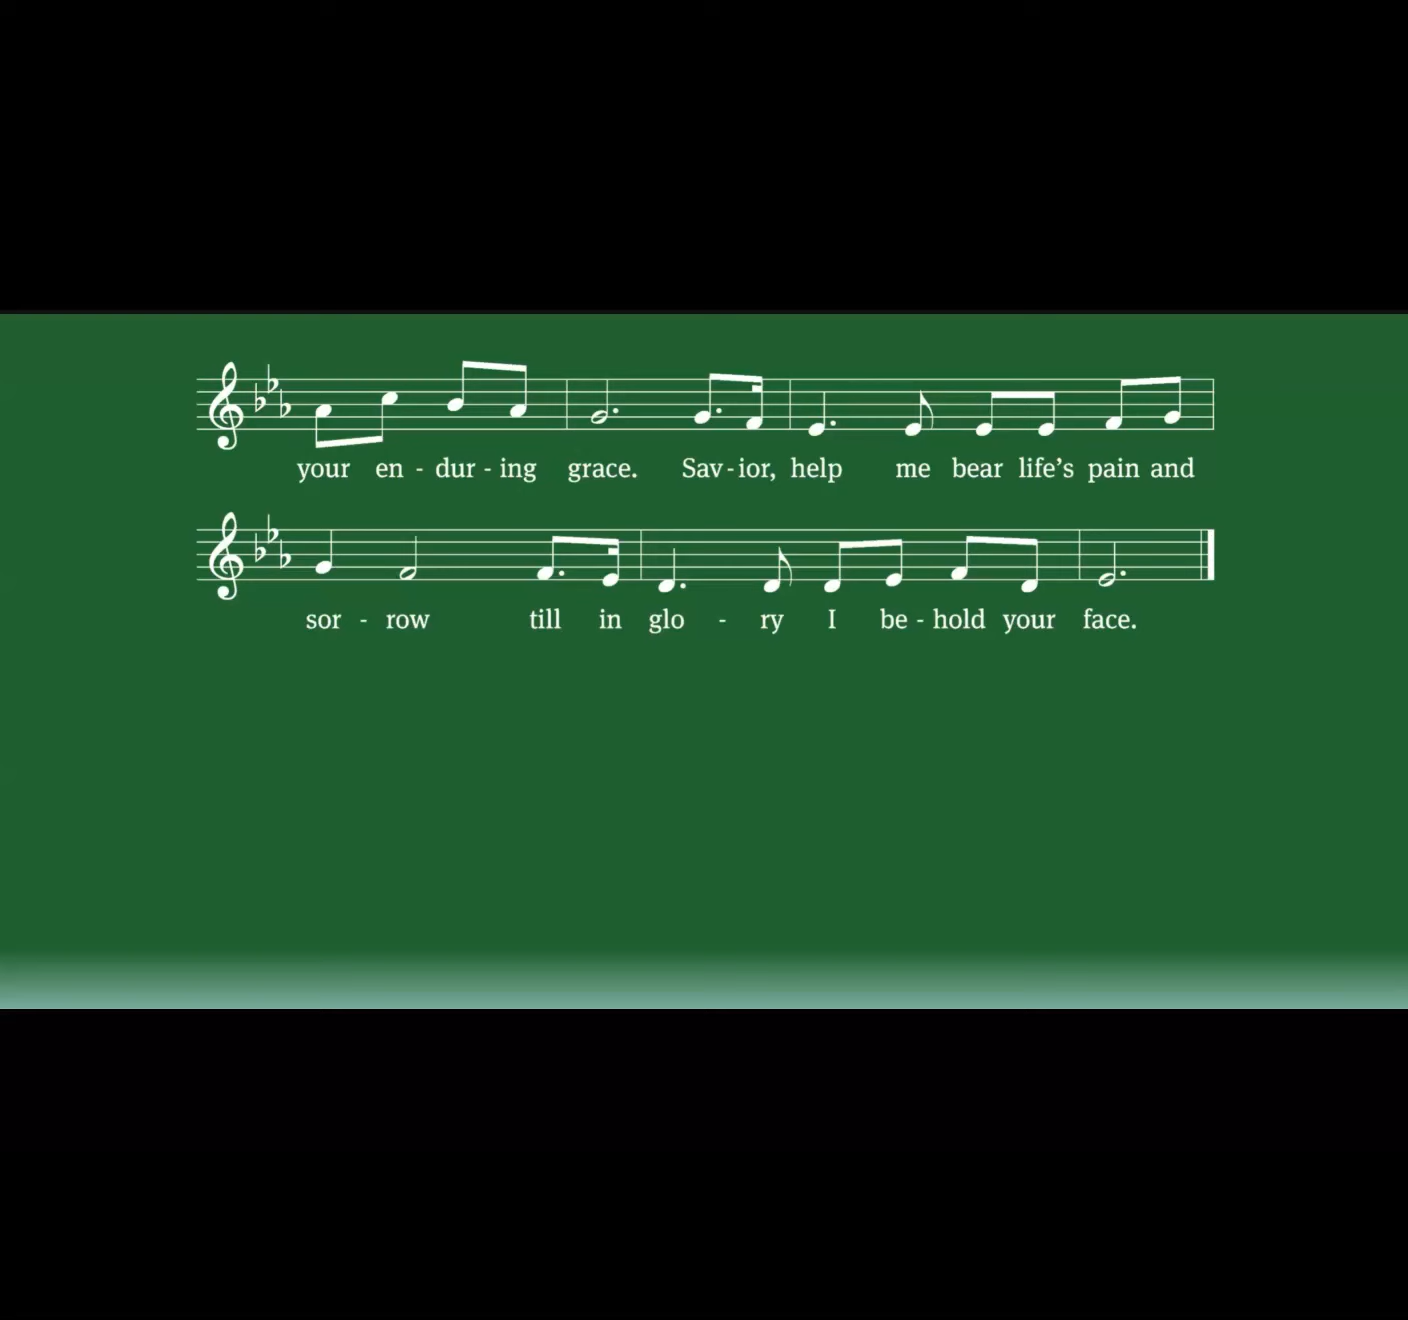 your en - dur - ing grace. Sav - ior, help me bear life's pain and
sor - row till in glo - ry I be - hold your face.